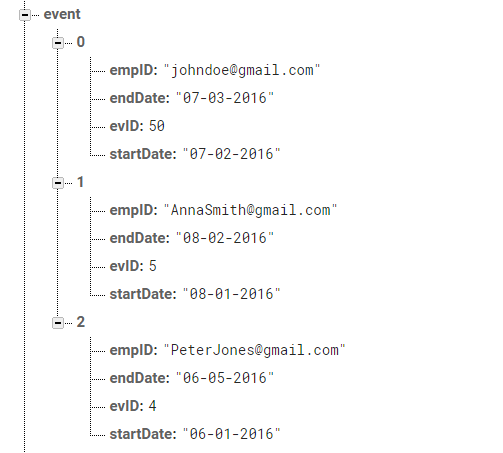 event
0
empID: "johndoe@gmail.com"
endDate: "07-03-2016"
evID: 50
startDate: "07-02-2016"
1
empID: "AnnaSmith@gmail.com"
endDate: "08-02-2016"
evID: 5
startDate: "08-01-2016"
2
empID: "PeterJones@gmail.com"
endDate: "06-05-2016"
evID: 4
startDate: "06-01-2016"